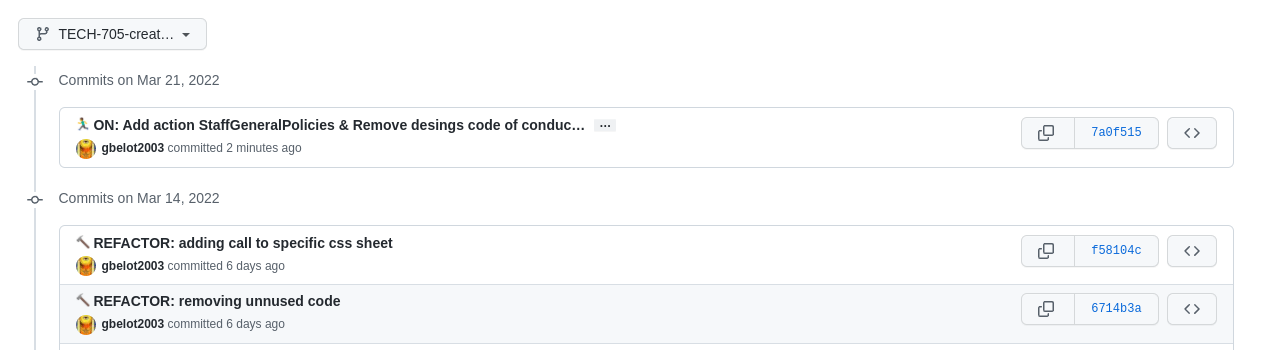 TECH-705-creat…
Commits on Mar 21, 2022
🏃‍♂️ ON: Add action StaffGeneralPolicies & Remove desings code of conduc… …
7a0f515
gbelot2003 committed 2 minutes ago
Commits on Mar 14, 2022
🔨 REFACTOR: adding call to specific css sheet
f58104c
gbelot2003 committed 6 days ago
🔨 REFACTOR: removing unnused code
6714b3a
gbelot2003 committed 6 days ago